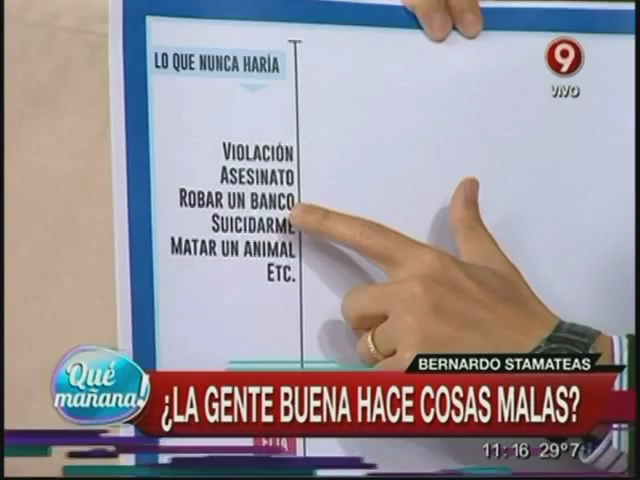 LO QUE NUNCA HARÍA
9
VIVO
VIOLACIÓN
ASESINATO
ROBAR UN BANCO
SUICIDARME
MATAR UN ANIMAL
ETC.
BERNARDO STAMATEAS
Qué mañana!
¿LA GENTE BUENA HACE COSAS MALAS?
11:16 29°7